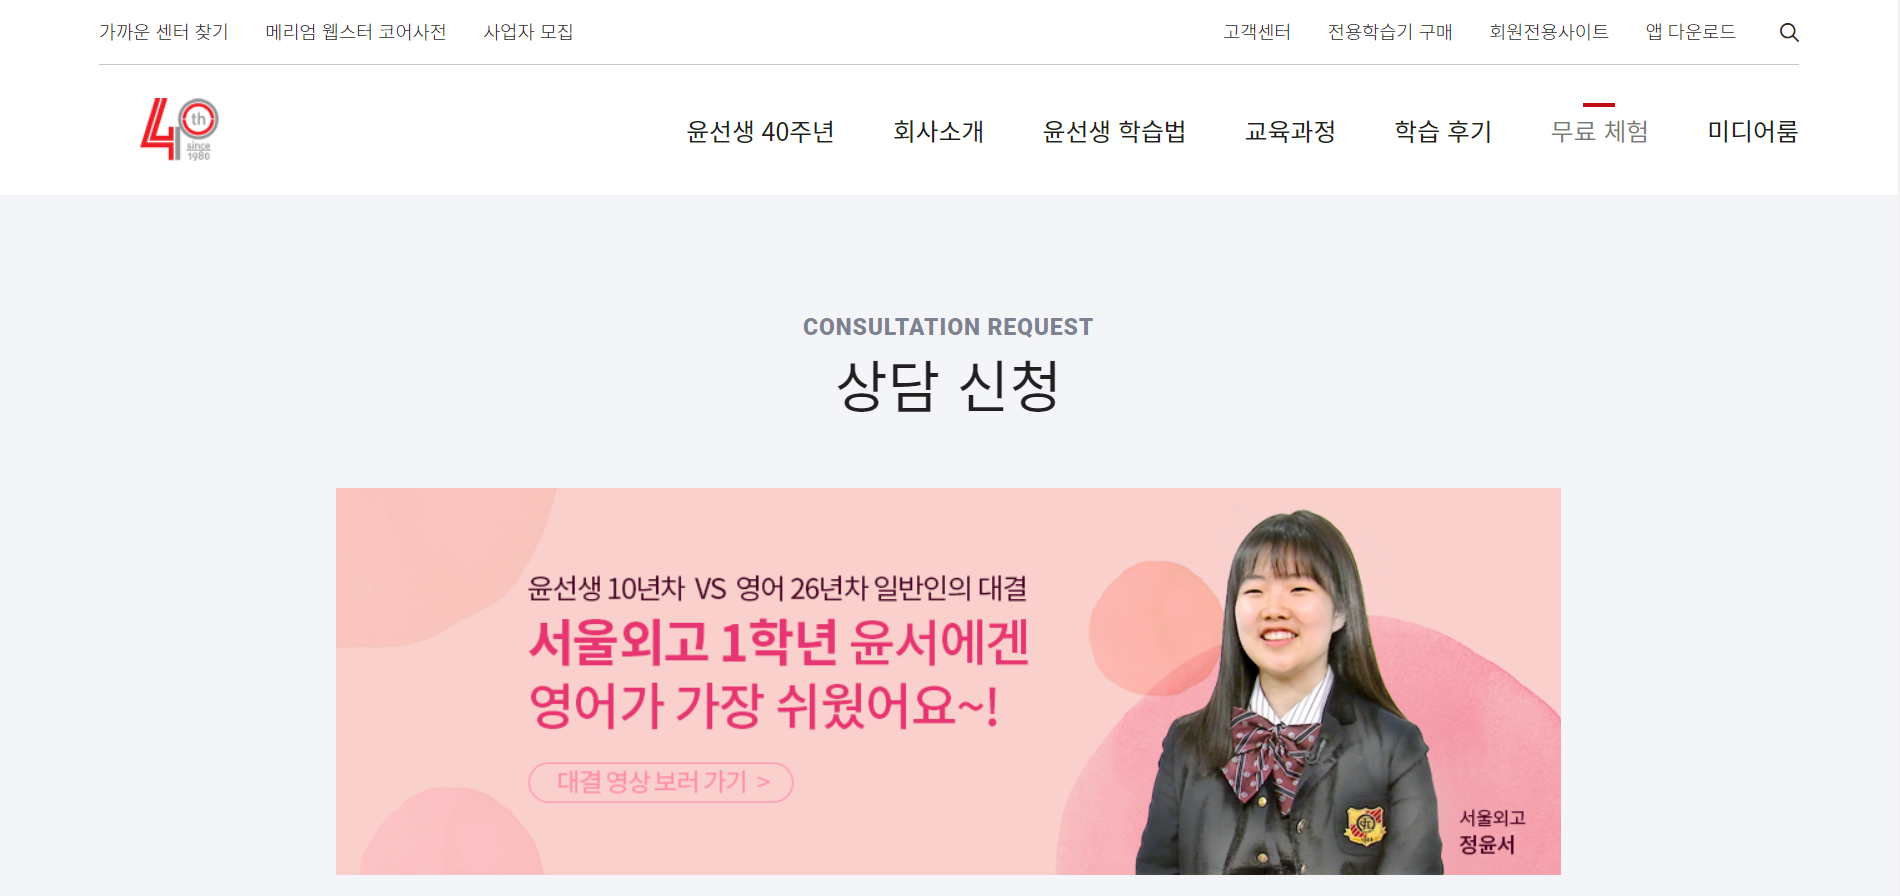 가까운 센터 찾기 메리엄 웹스터 코어사전 사업자 모집 고객센터 전용학습기 구매 회원전용사이트 앱 다운로드
40th since 1980
윤선생 40주년 회사소개 윤선생 학습법 교육과정 학습 후기 무료 체험 미디어룸
CONSULTATION REQUEST
상담 신청
윤선생 10년차 VS 영어 26년차 일반인의 대결
서울외고 1학년 윤서에겐
영어가 가장 쉬웠어요~!
대결 영상 보러 가기 >
서울외고
정윤서